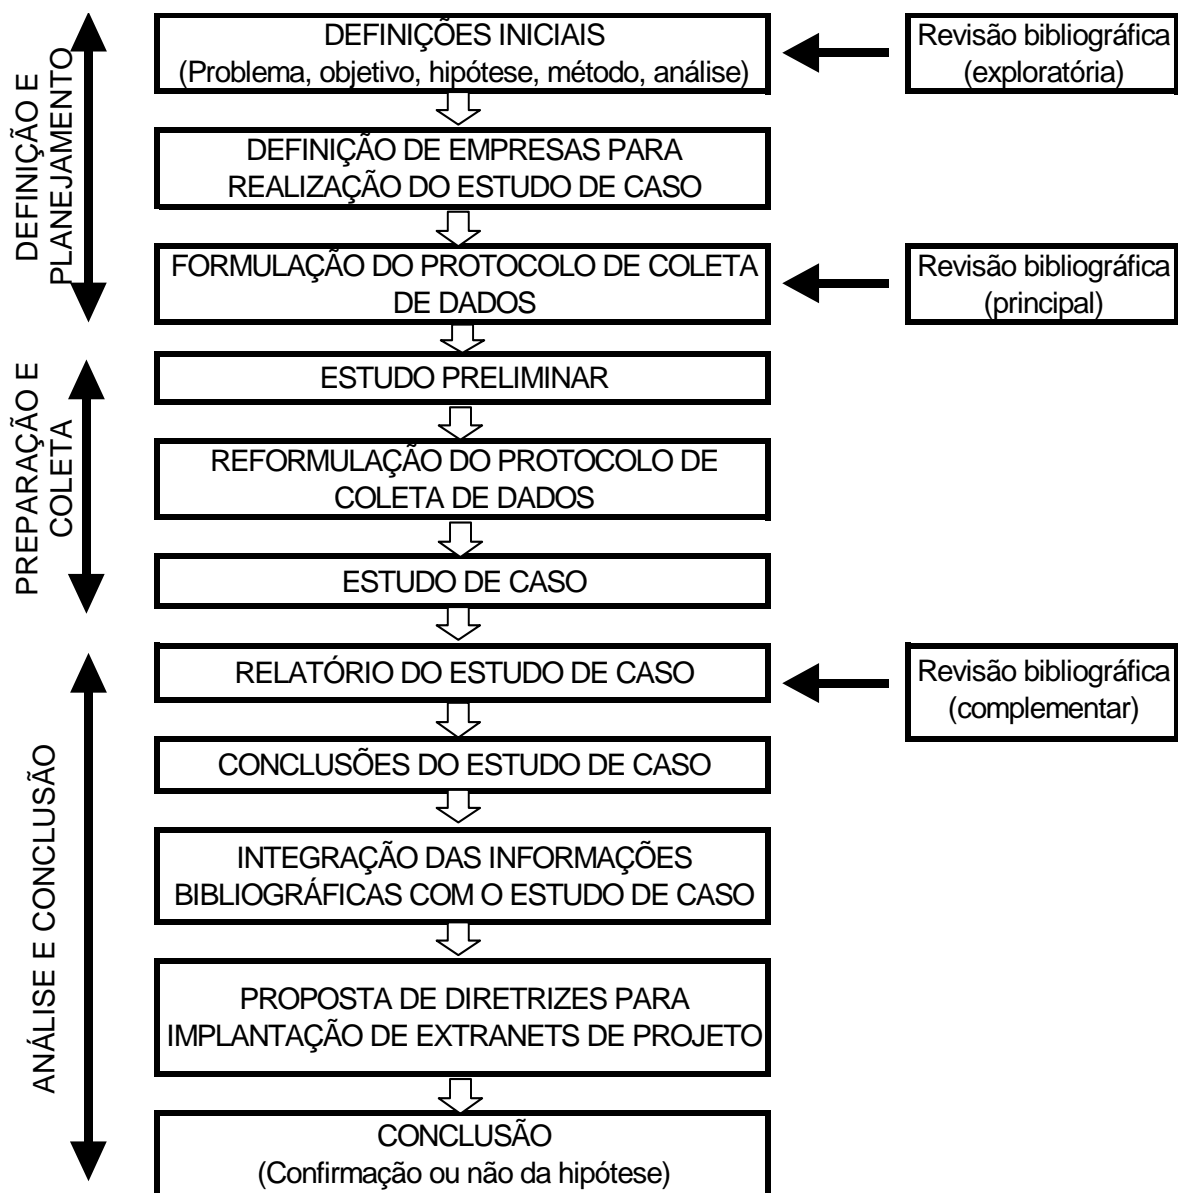 DEFINIÇÃO E
PLANEJAMENTO
DEFINIÇÕES INICIAIS
(Problema, objetivo, hipótese, método, análise)
Revisão bibliográfica
(exploratória)
DEFINIÇÃO DE EMPRESAS PARA
REALIZAÇÃO DO ESTUDO DE CASO
FORMULAÇÃO DO PROTOCOLO DE COLETA
DE DADOS
Revisão bibliográfica
(principal)
PREPARAÇÃO E
COLETA
ESTUDO PRELIMINAR
REFORMULAÇÃO DO PROTOCOLO DE
COLETA DE DADOS
ESTUDO DE CASO
ANÁLISE E CONCLUSÃO
RELATÓRIO DO ESTUDO DE CASO
Revisão bibliográfica
(complementar)
CONCLUSÕES DO ESTUDO DE CASO
INTEGRAÇÃO DAS INFORMAÇÕES
BIBLIOGRÁFICAS COM O ESTUDO DE CASO
PROPOSTA DE DIRETRIZES PARA
IMPLANTAÇÃO DE EXTRANETS DE PROJETO
CONCLUSÃO
(Confirmação ou não da hipótese)